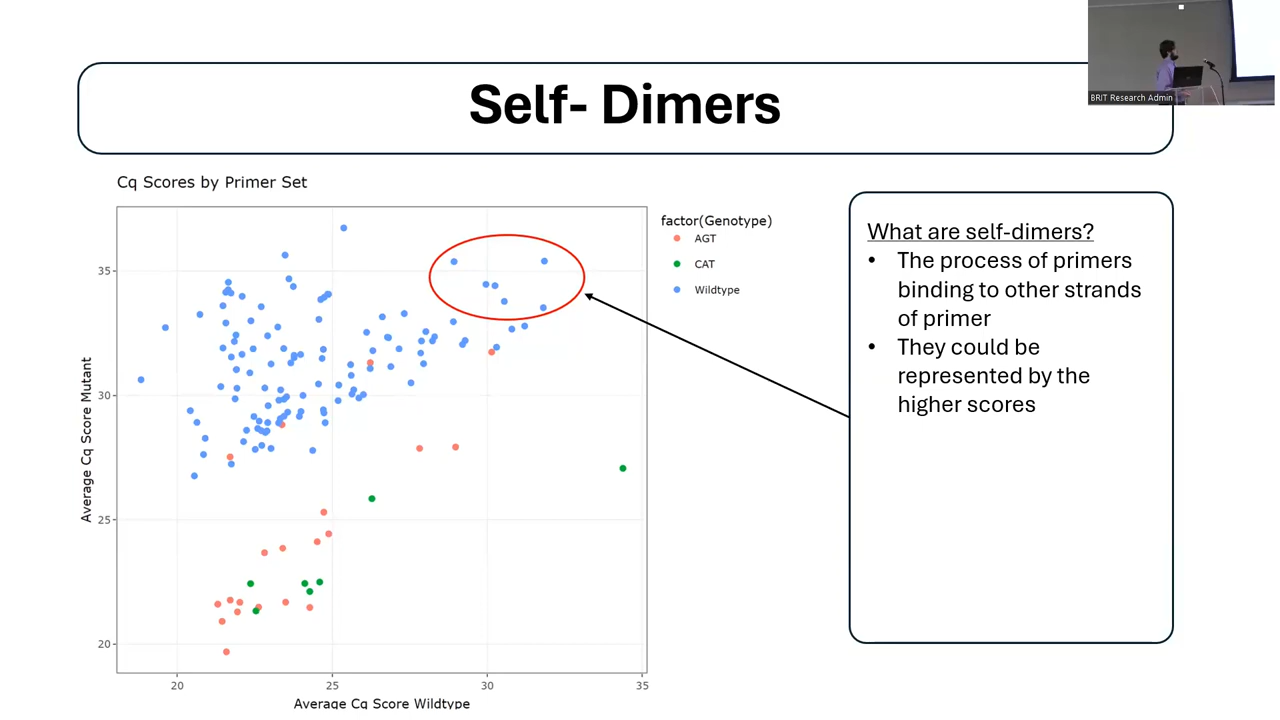 BRIT Research Admin
Self- Dimers
Cq Scores by Primer Set
factor(Genotype)
AGT
CAT
Wildtype
35
30
25
20
Average Cq Score Mutant
20
25
30
35
Average Cq Score Wildtype
What are self-dimers?
• The process of primers
binding to other strands
of primer
• They could be
represented by the
higher scores